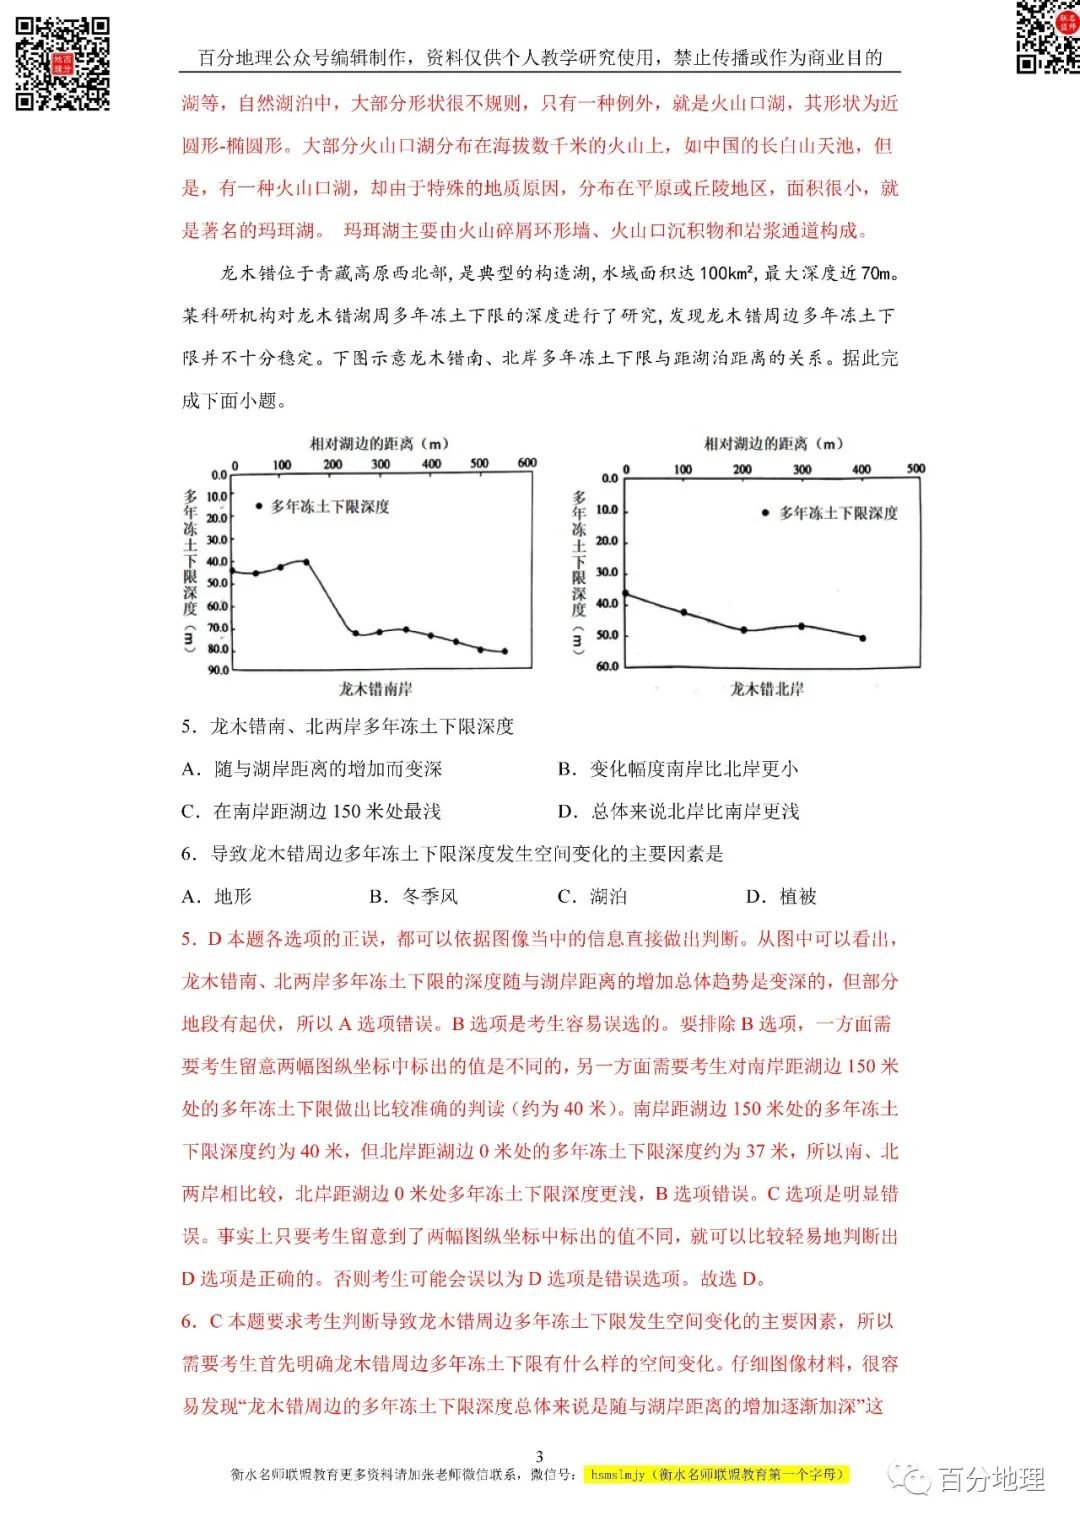 百分地理公众号编辑制作，资料仅供个人教学研究使用，禁止传播或作为商业目的
湖等，自然湖泊中，大部分形状很不规则，只有一种例外，就是火山口湖，其形状为近
圆形-椭圆形。大部分火山口湖分布在海拔数千米的火山上，如中国的长白山天池，但
是，有一种火山口湖，却由于特殊的地质原因，分布在平原或丘陵地区，面积很小，就
是著名的玛珥湖。 玛珥湖主要由火山碎屑环形墙、火山口沉积物和岩浆通道构成。
龙木错位于青藏高原西北部，是典型的构造湖，水域面积达100km²，最大深度近70m。
某科研机构对龙木错湖周多年冻土下限的深度进行了研究，发现龙木错周边多年冻土下
限并不十分稳定。下图示意龙木错南、北岸多年冻土下限与距湖泊距离的关系。据此完
成下面小题。
相对湖边的距离（m）
0 100 200 300 400 500 600
多年冻土下限深度（m）
0.0
10.0
20.0
30.0
40.0
50.0
60.0
70.0
80.0
90.0
多年冻土下限深度
龙木错南岸
相对湖边的距离（m）
0 100 200 300 400 500
多年冻土下限深度（m）
0.0
10.0
20.0
30.0
40.0
50.0
60.0
多年冻土下限深度
龙木错北岸
5．龙木错南、北两岸多年冻土下限深度
A．随与湖岸距离的增加而变深 B．变化幅度南岸比北岸更小
C．在南岸距湖边 150 米处最浅 D．总体来说北岸比南岸更浅
6．导致龙木错周边多年冻土下限深度发生空间变化的主要因素是
A．地形 B．冬季风 C．湖泊 D．植被
5．D 本题各选项的正误，都可以依据图像当中的信息直接做出判断。从图中可以看出，
龙木错南、北两岸多年冻土下限的深度随与湖岸距离的增加总体趋势是变深的，但部分
地段有起伏，所以 A 选项错误。B 选项是考生容易误选的。要排除 B 选项，一方面需
要考生留意两幅图纵坐标中标出的值是不同的，另一方面需要考生对南岸距湖边 150 米
处的多年冻土下限做出比较准确的判读（约为 40 米）。南岸距湖边 150 米处的多年冻土
下限深度约为 40 米，但北岸距湖边 0 米处的多年冻土下限深度约为 37 米，所以南、北
两岸相比较，北岸距湖边 0 米处多年冻土下限深度更浅，B 选项错误。C 选项是明显错
误。事实上只要考生留意到了两幅图纵坐标中标出的值不同，就可以比较轻易地判断出
D 选项是正确的。否则考生可能会误以为 D 选项是错误选项。故选 D。
6．C 本题要求考生判断导致龙木错周边多年冻土下限发生空间变化的主要因素，所以
需要考生首先明确龙木错周边多年冻土下限有什么样的空间变化。仔细图像材料，很容
易发现“龙木错周边的多年冻土下限深度总体来说是随与湖岸距离的增加逐渐加深”这
3
衡水名师联盟教育更多资料请加张老师微信联系，微信号： hsmslmjy（衡水名师联盟教育第一个字母）
百分地理